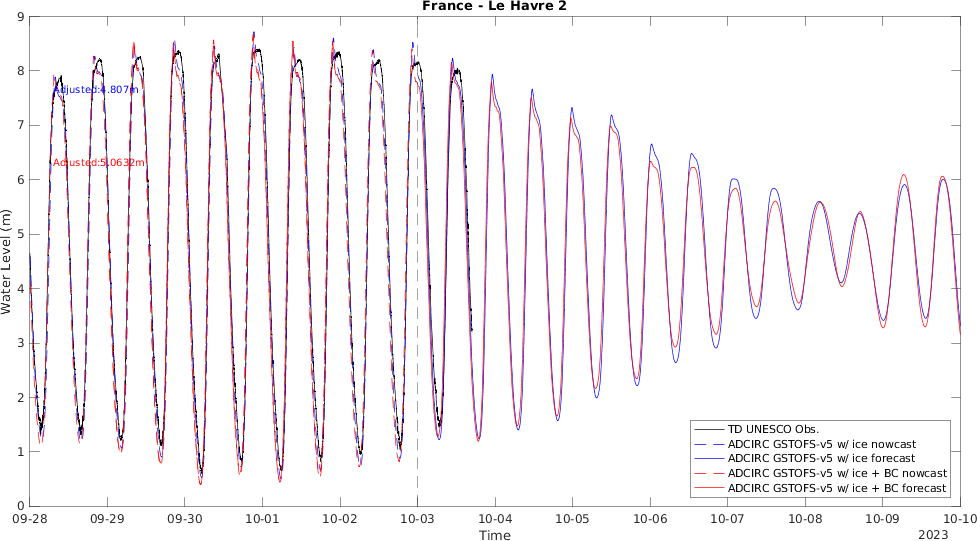 France - Le Havre 2
9
8
7
6
5
4
3
2
1
0
Water Level (m)
Adjusted:4.807m
Adjusted:5.0632m
TD UNESCO Obs.
ADCIRC GSTOFS-v5 w/ ice nowcast
ADCIRC GSTOFS-v5 w/ ice forecast
ADCIRC GSTOFS-v5 w/ ice + BC nowcast
ADCIRC GSTOFS-v5 w/ ice + BC forecast
09-28 09-29 09-30 10-01 10-02 10-03 10-04 10-05 10-06 10-07 10-08 10-09 10-10
Time
2023